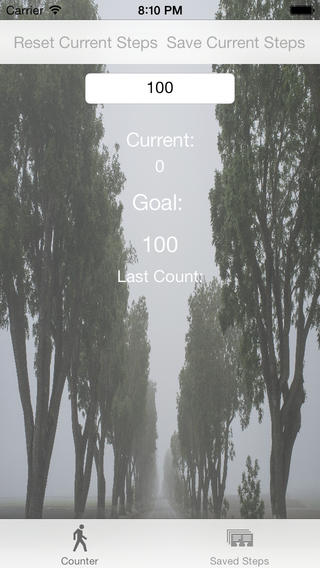 Carrier 8:10 PM
Reset Current Steps Save Current Steps
100
Current:
0
Goal:
100
Last Count:
Counter Saved Steps